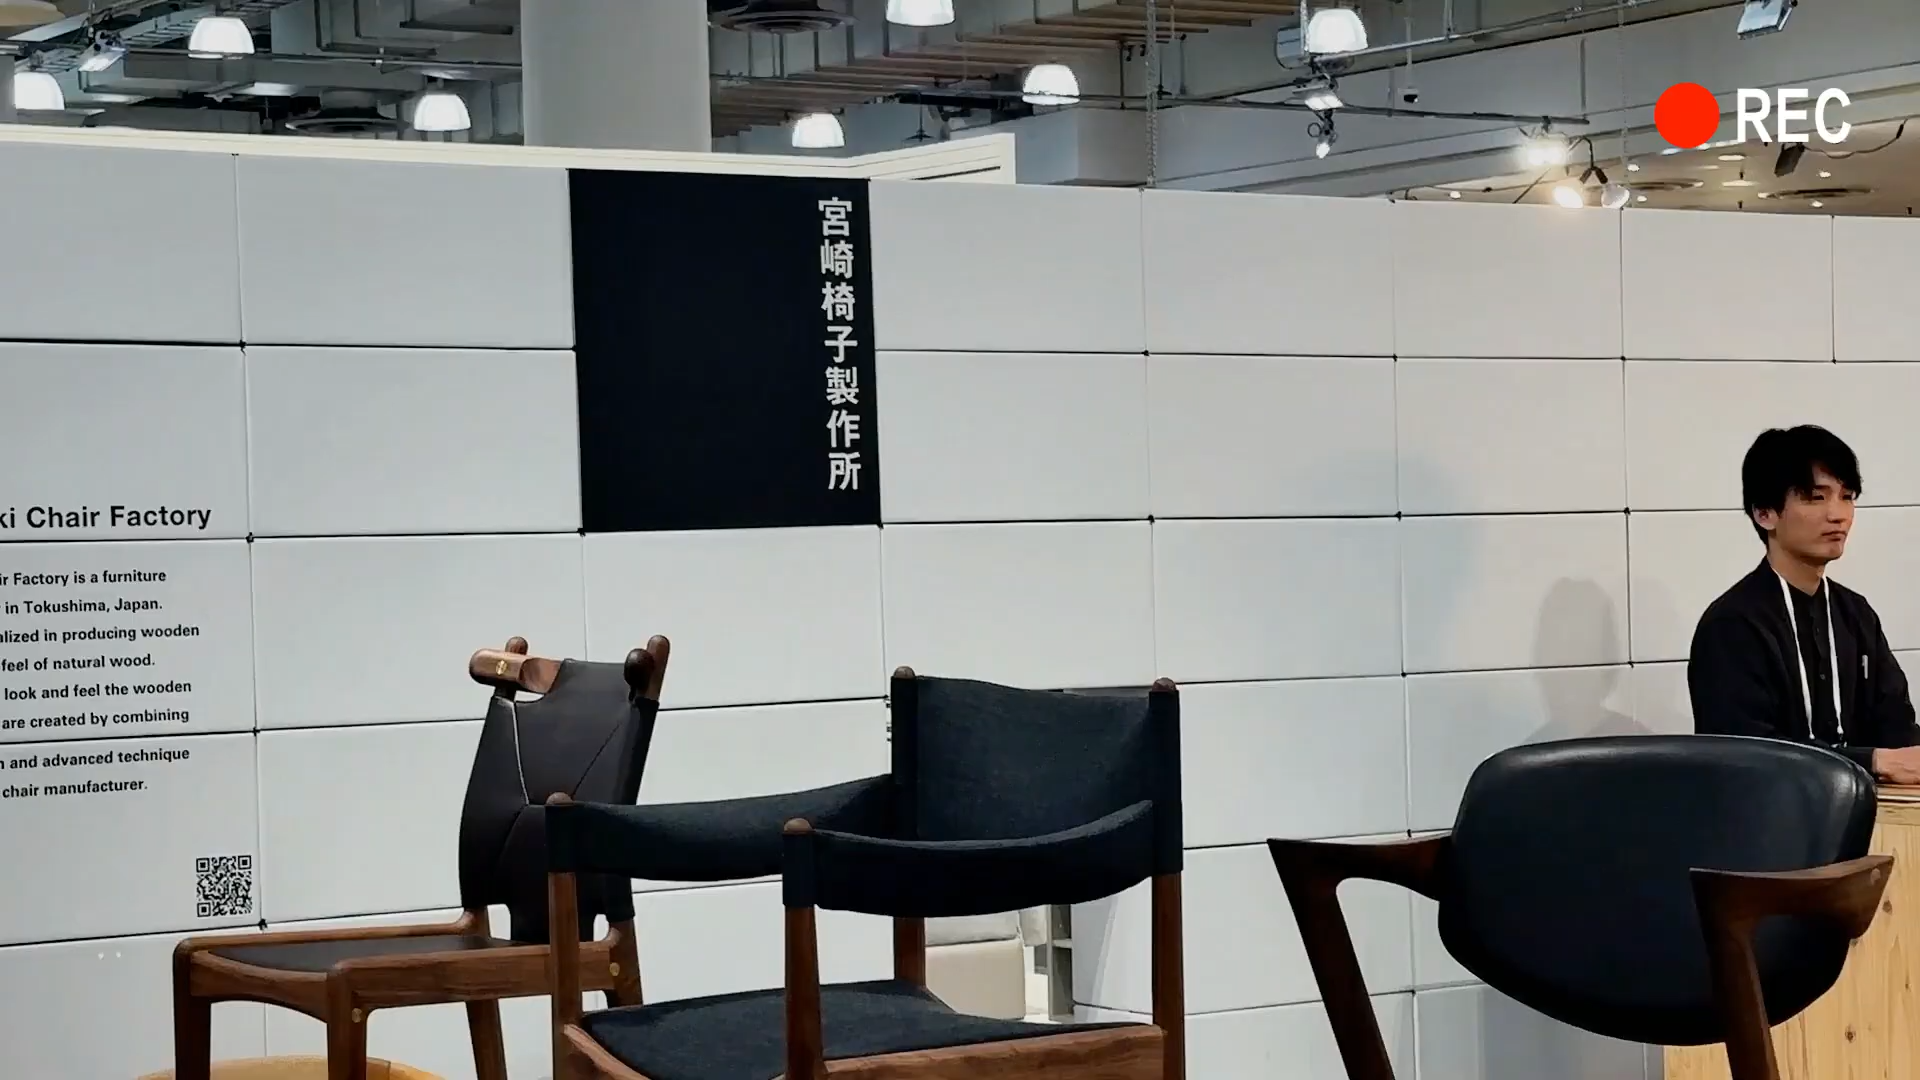 REC
宮崎椅子製作所
ki Chair Factory
ir Factory is a furniture
in Tokushima, Japan.
alized in producing wooden
feel of natural wood.
look and feel the wooden
are created by combining
n and advanced technique
chair manufacturer.